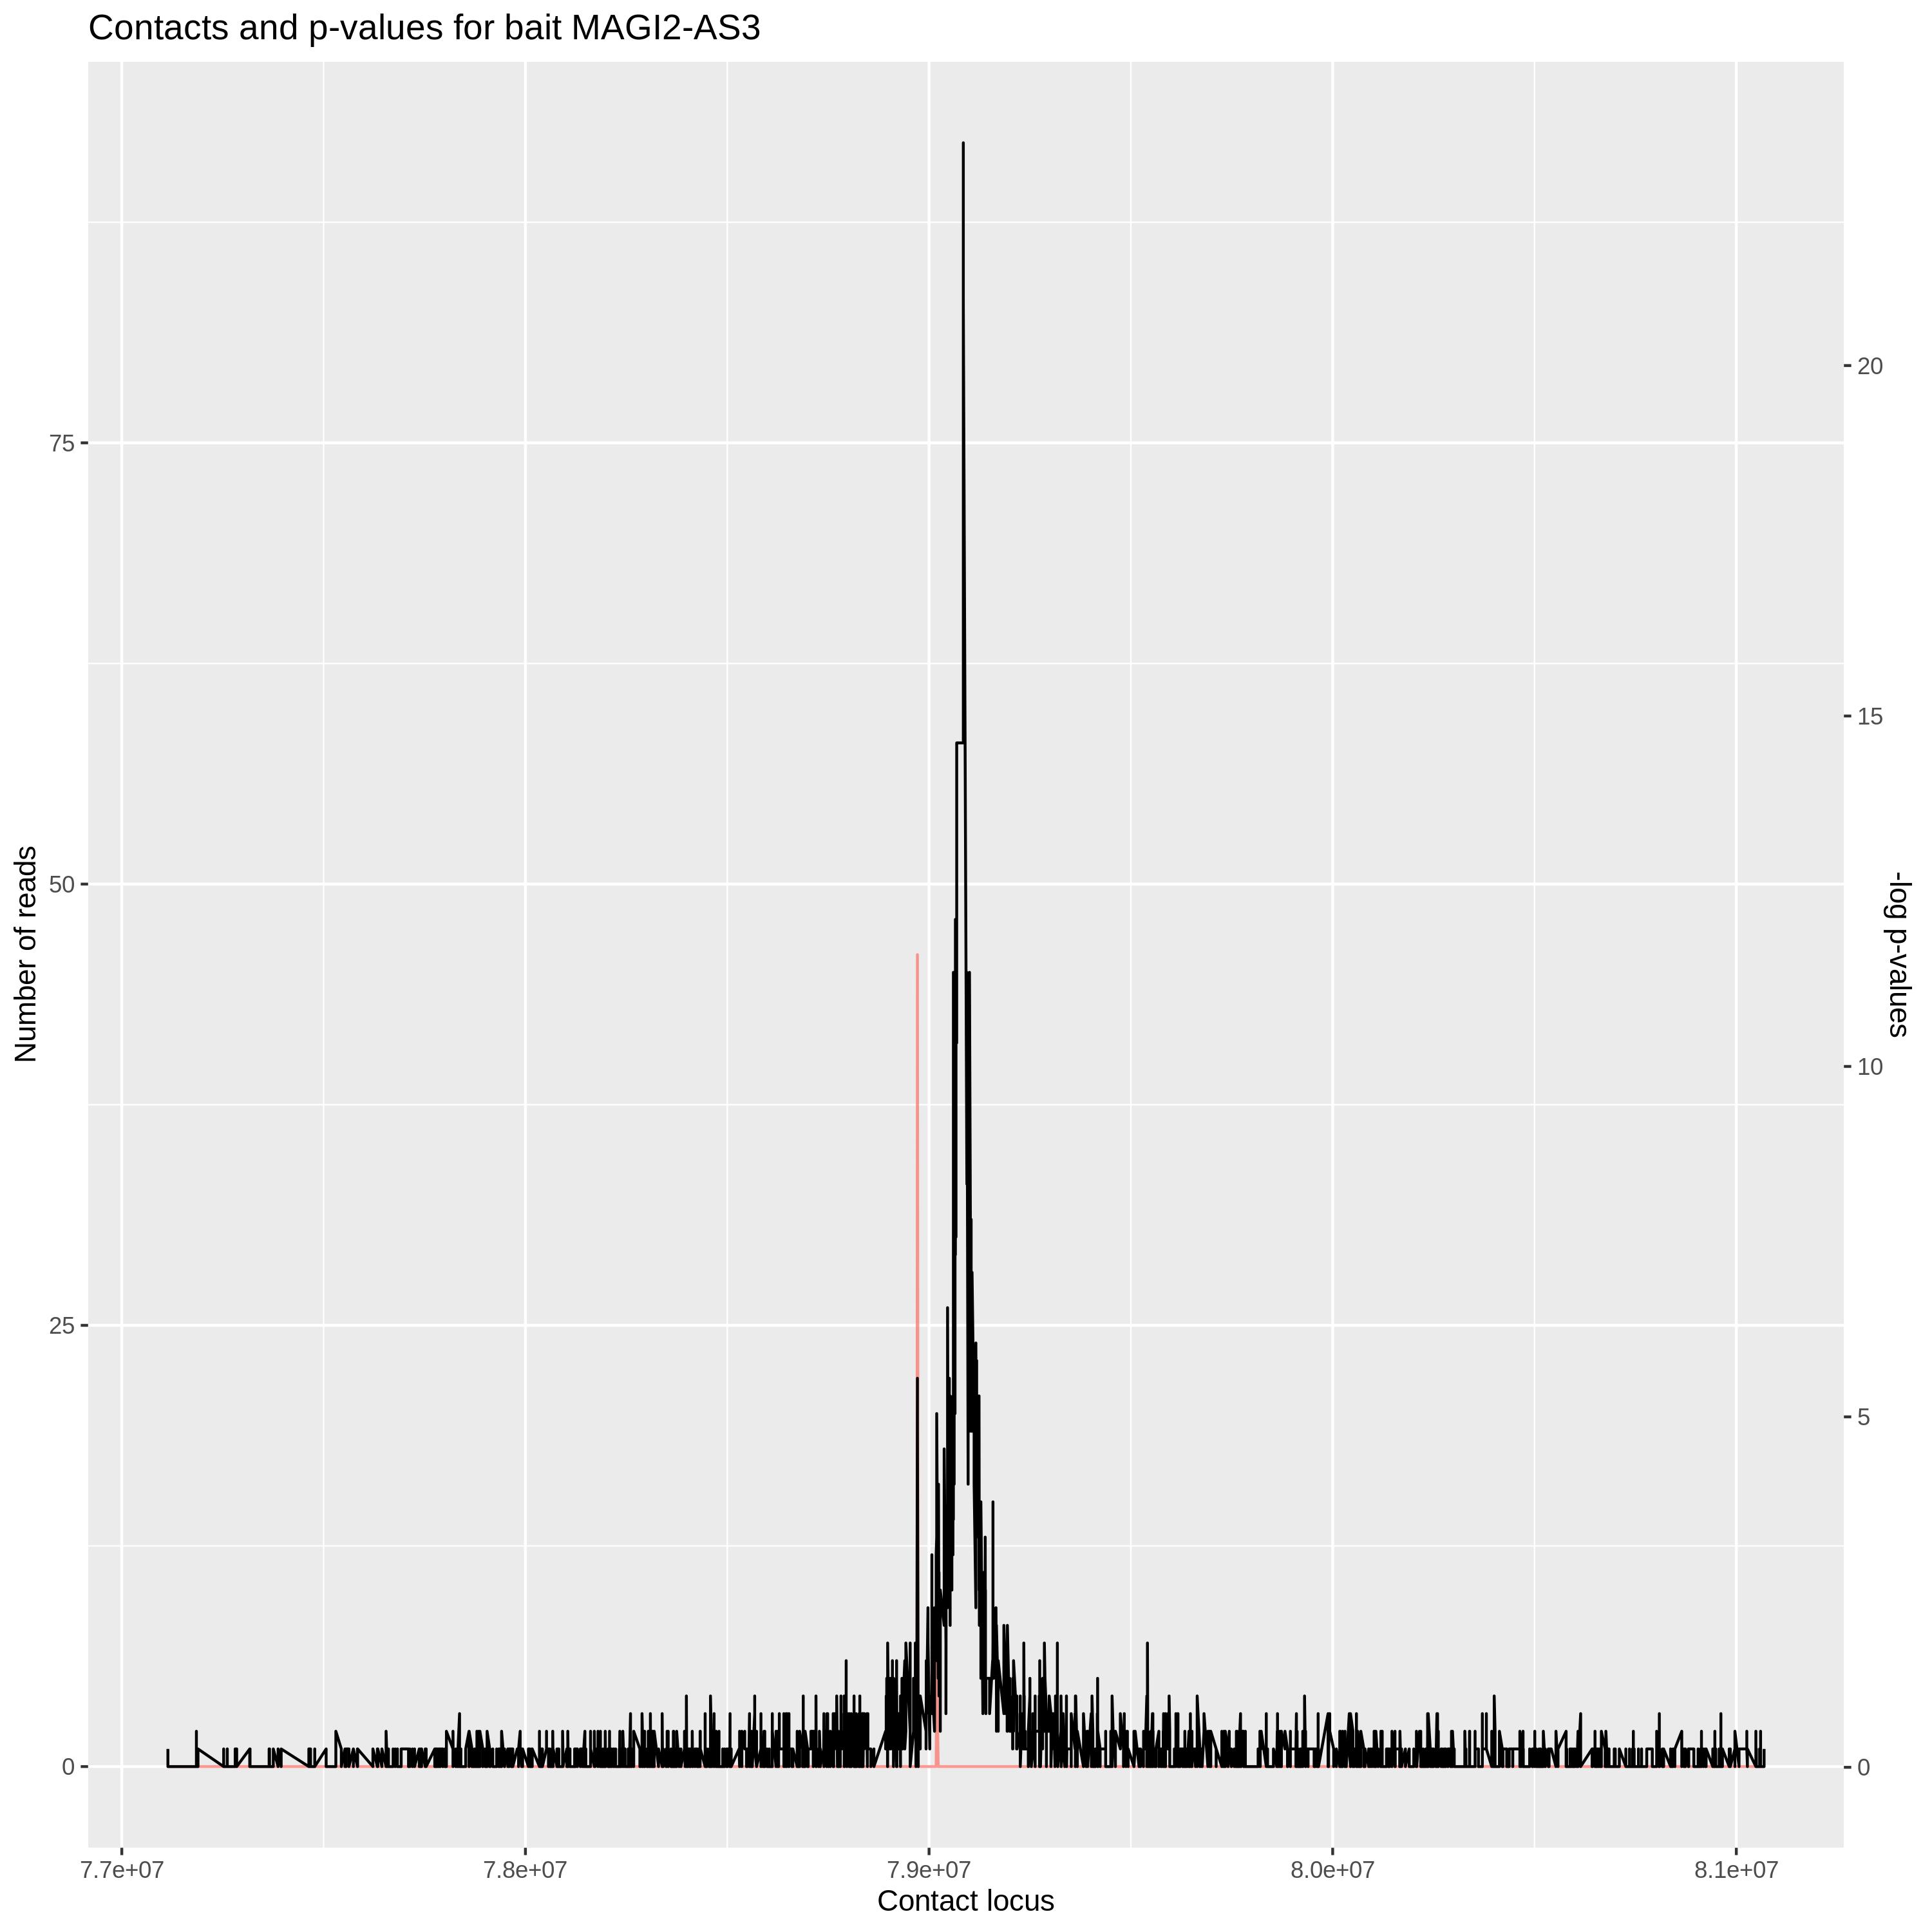 Contacts and p-values for bait MAGI2-AS3
Number of reads
75
50
25
0
20
15
10
5
0
-log p-values
7.7e+07 7.8e+07 7.9e+07 8.0e+07 8.1e+07
Contact locus